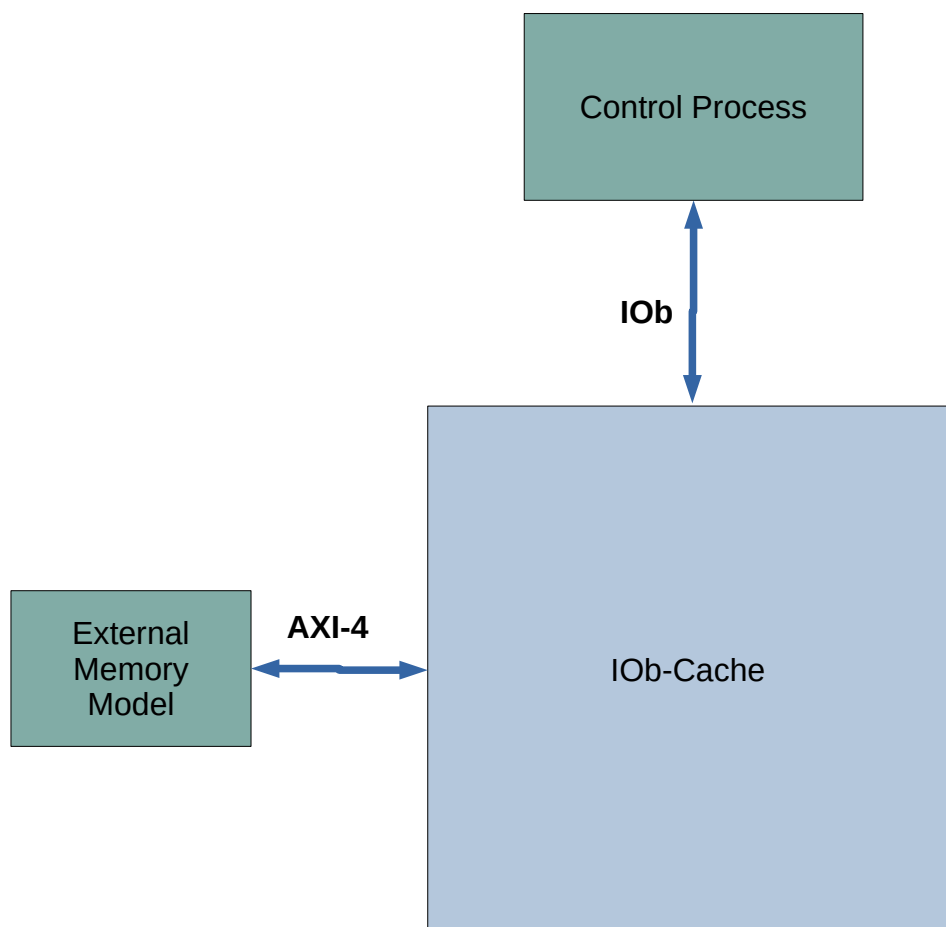 Control Process
IOb
AXI-4
External
Memory
Model
IOb-Cache